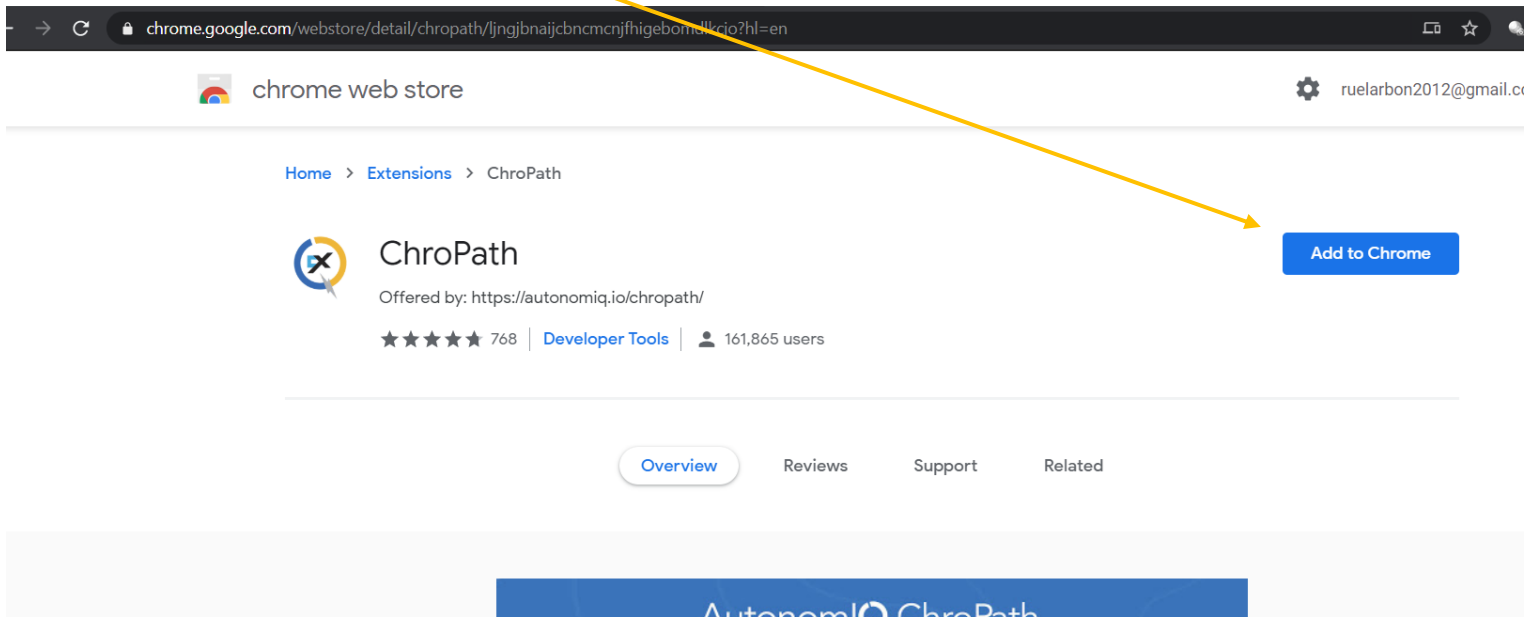 chrome.google.com/webstore/detail/chropath/ljngjbnaijcbncmcnjfhigebomdlkcjo?hl=en
chrome web store
ruelarbon2012@gmail.co
Home > Extensions > ChroPath
ChroPath
Add to Chrome
Offered by: https://autonomiq.io/chropath/
768 Developer Tools 161,865 users
Overview Reviews Support Related
AutonomIQ ChroPath